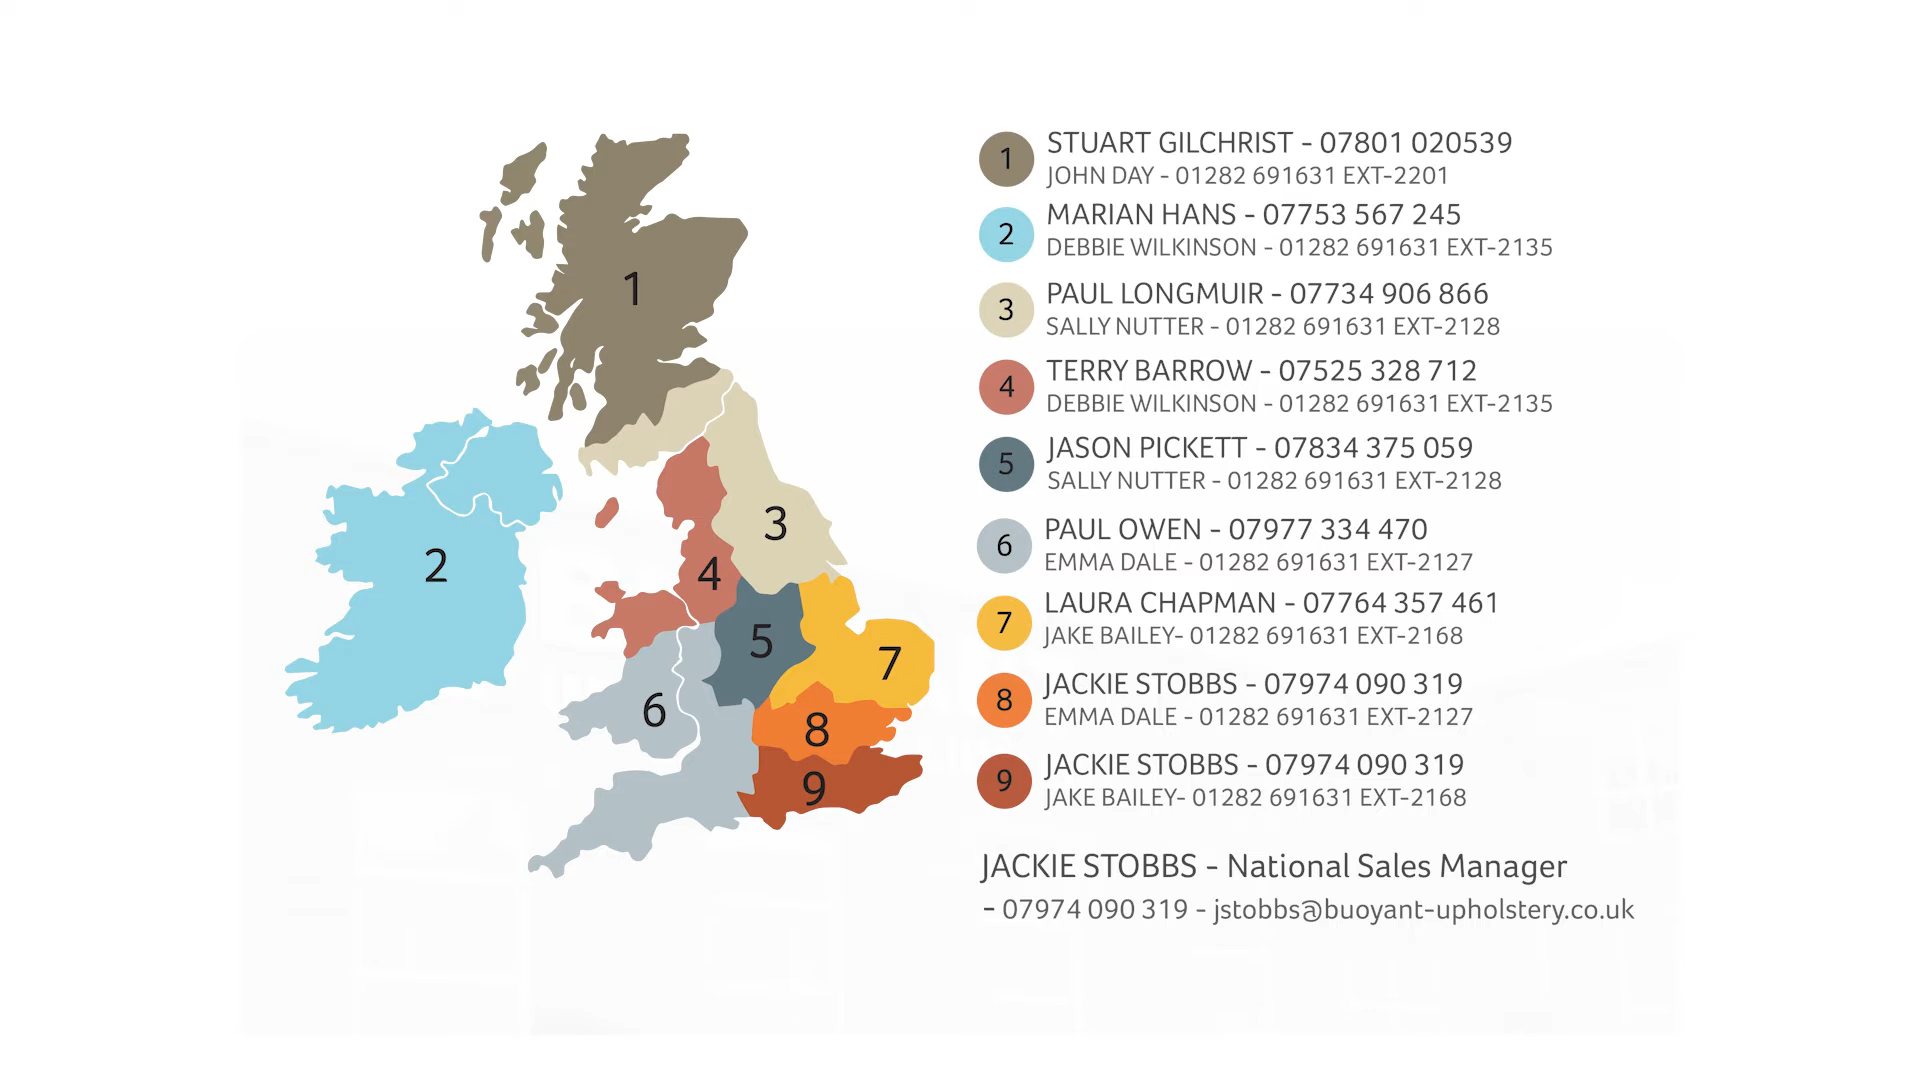 1
2
3
4
5
6
7
8
9
1 STUART GILCHRIST - 07801 020539
JOHN DAY - 01282 691631 EXT-2201
2 MARIAN HANS - 07753 567 245
DEBBIE WILKINSON - 01282 691631 EXT-2135
3 PAUL LONGMUIR - 07734 906 866
SALLY NUTTER - 01282 691631 EXT-2128
4 TERRY BARROW - 07525 328 712
DEBBIE WILKINSON - 01282 691631 EXT-2135
5 JASON PICKETT - 07834 375 059
SALLY NUTTER - 01282 691631 EXT-2128
6 PAUL OWEN - 07977 334 470
EMMA DALE - 01282 691631 EXT-2127
7 LAURA CHAPMAN - 07764 357 461
JAKE BAILEY- 01282 691631 EXT-2168
8 JACKIE STOBBS - 07974 090 319
EMMA DALE - 01282 691631 EXT-2127
9 JACKIE STOBBS - 07974 090 319
JAKE BAILEY- 01282 691631 EXT-2168
JACKIE STOBBS - National Sales Manager
- 07974 090 319 - jstobbs@buoyant-upholstery.co.uk